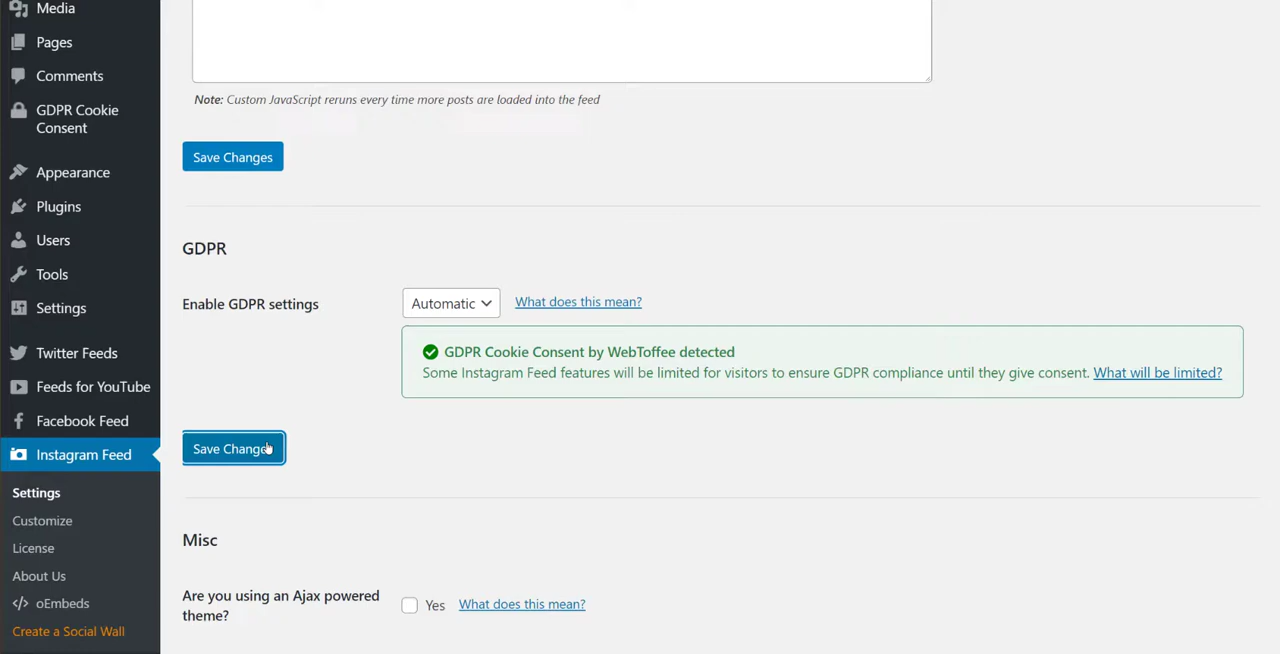 Media
Pages
Comments
GDPR Cookie
Consent
Appearance
Plugins
Users
Tools
Settings
Twitter Feeds
Feeds for YouTube
Facebook Feed
Instagram Feed
Settings
Customize
License
About Us
</> oEmbeds
Create a Social Wall
Note: Custom JavaScript reruns every time more posts are loaded into the feed
Save Changes
GDPR
Enable GDPR settings
Automatic
What does this mean?
GDPR Cookie Consent by WebToffee detected
Some Instagram Feed features will be limited for visitors to ensure GDPR compliance until they give consent. What will be limited?
Save Changes
Misc
Are you using an Ajax powered
theme?
Yes
What does this mean?